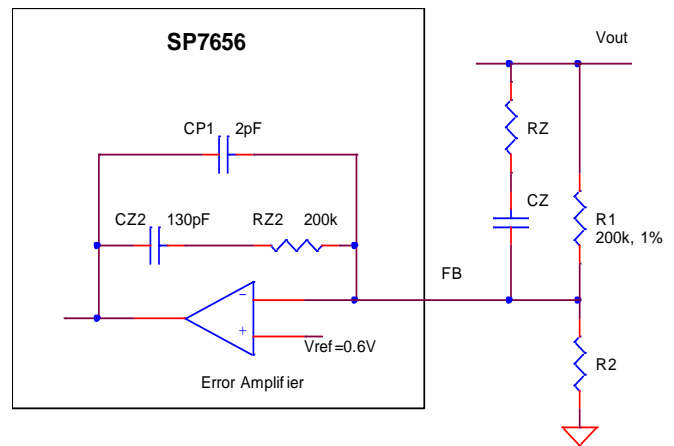 SP7656
Vout
CP1 2pF
RZ
CZ2 130pF RZ2 200k
CZ
R1
200k, 1%
FB
-
+
Vref=0.6V
R2
Error Amplifier